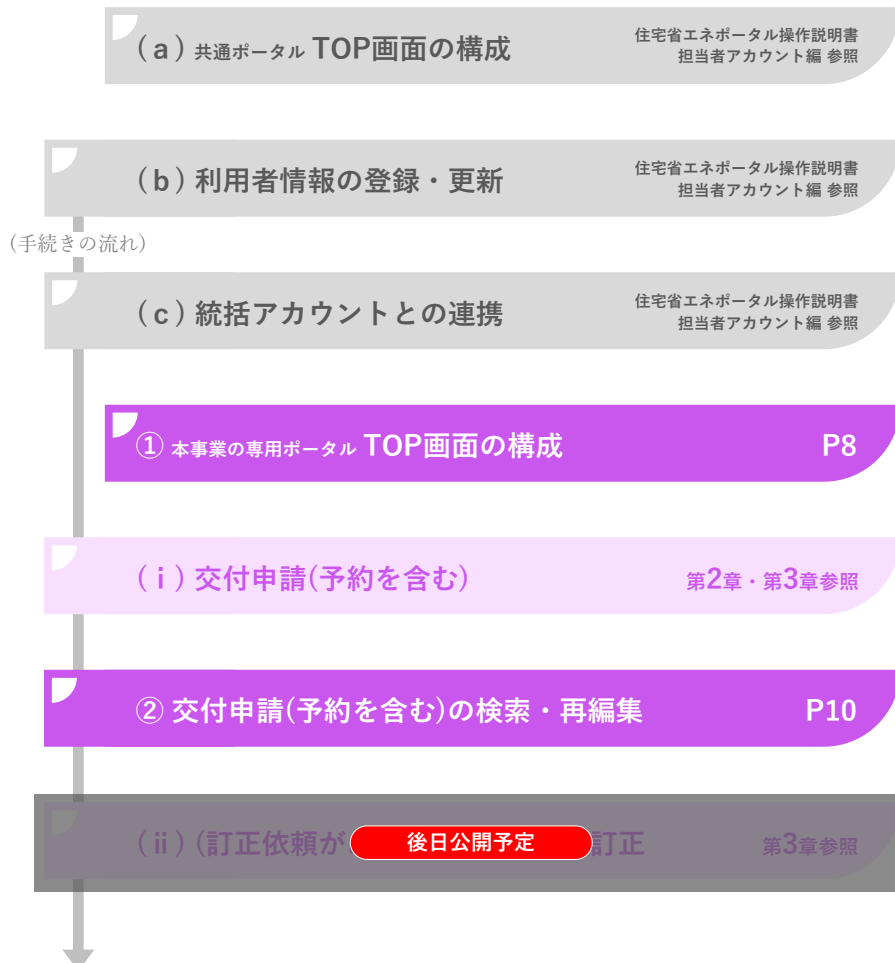 (a) 共通ポータル TOP画面の構成
住宅省エネポータル操作説明書
担当者アカウント編 参照
(b) 利用者情報の登録・更新
住宅省エネポータル操作説明書
担当者アカウント編 参照
(手続きの流れ)
(c) 統括アカウントとの連携
住宅省エネポータル操作説明書
担当者アカウント編 参照
① 本事業の専用ポータル TOP画面の構成 P8
(i) 交付申請(予約を含む) 第2章・第3章参照
② 交付申請(予約を含む)の検索・再編集 P10
(ii) (訂正依頼が 後日公開予定 訂正 第3章参照